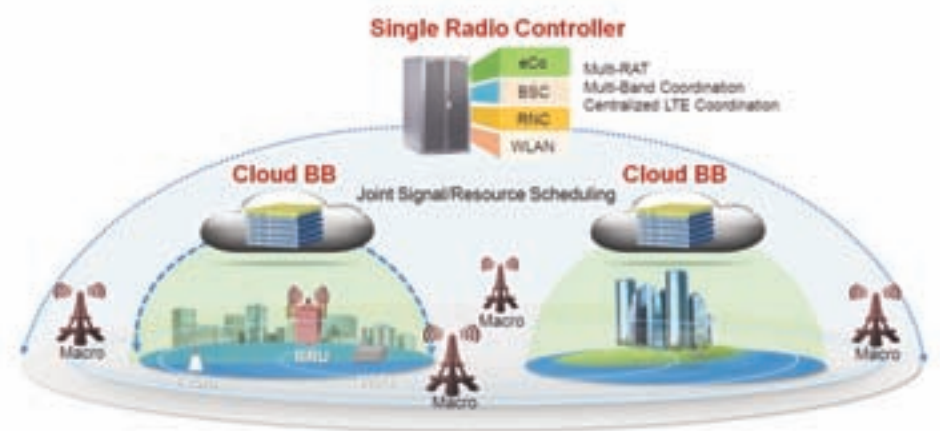 Single Radio Controller
eCo
BSC
RNC
WLAN
Multi-RAT
Multi-Band Coordination
Centralized LTE Coordination
Cloud BB
Cloud BB
Joint Signal/Resource Scheduling
Macro
Macro
Macro
Macro